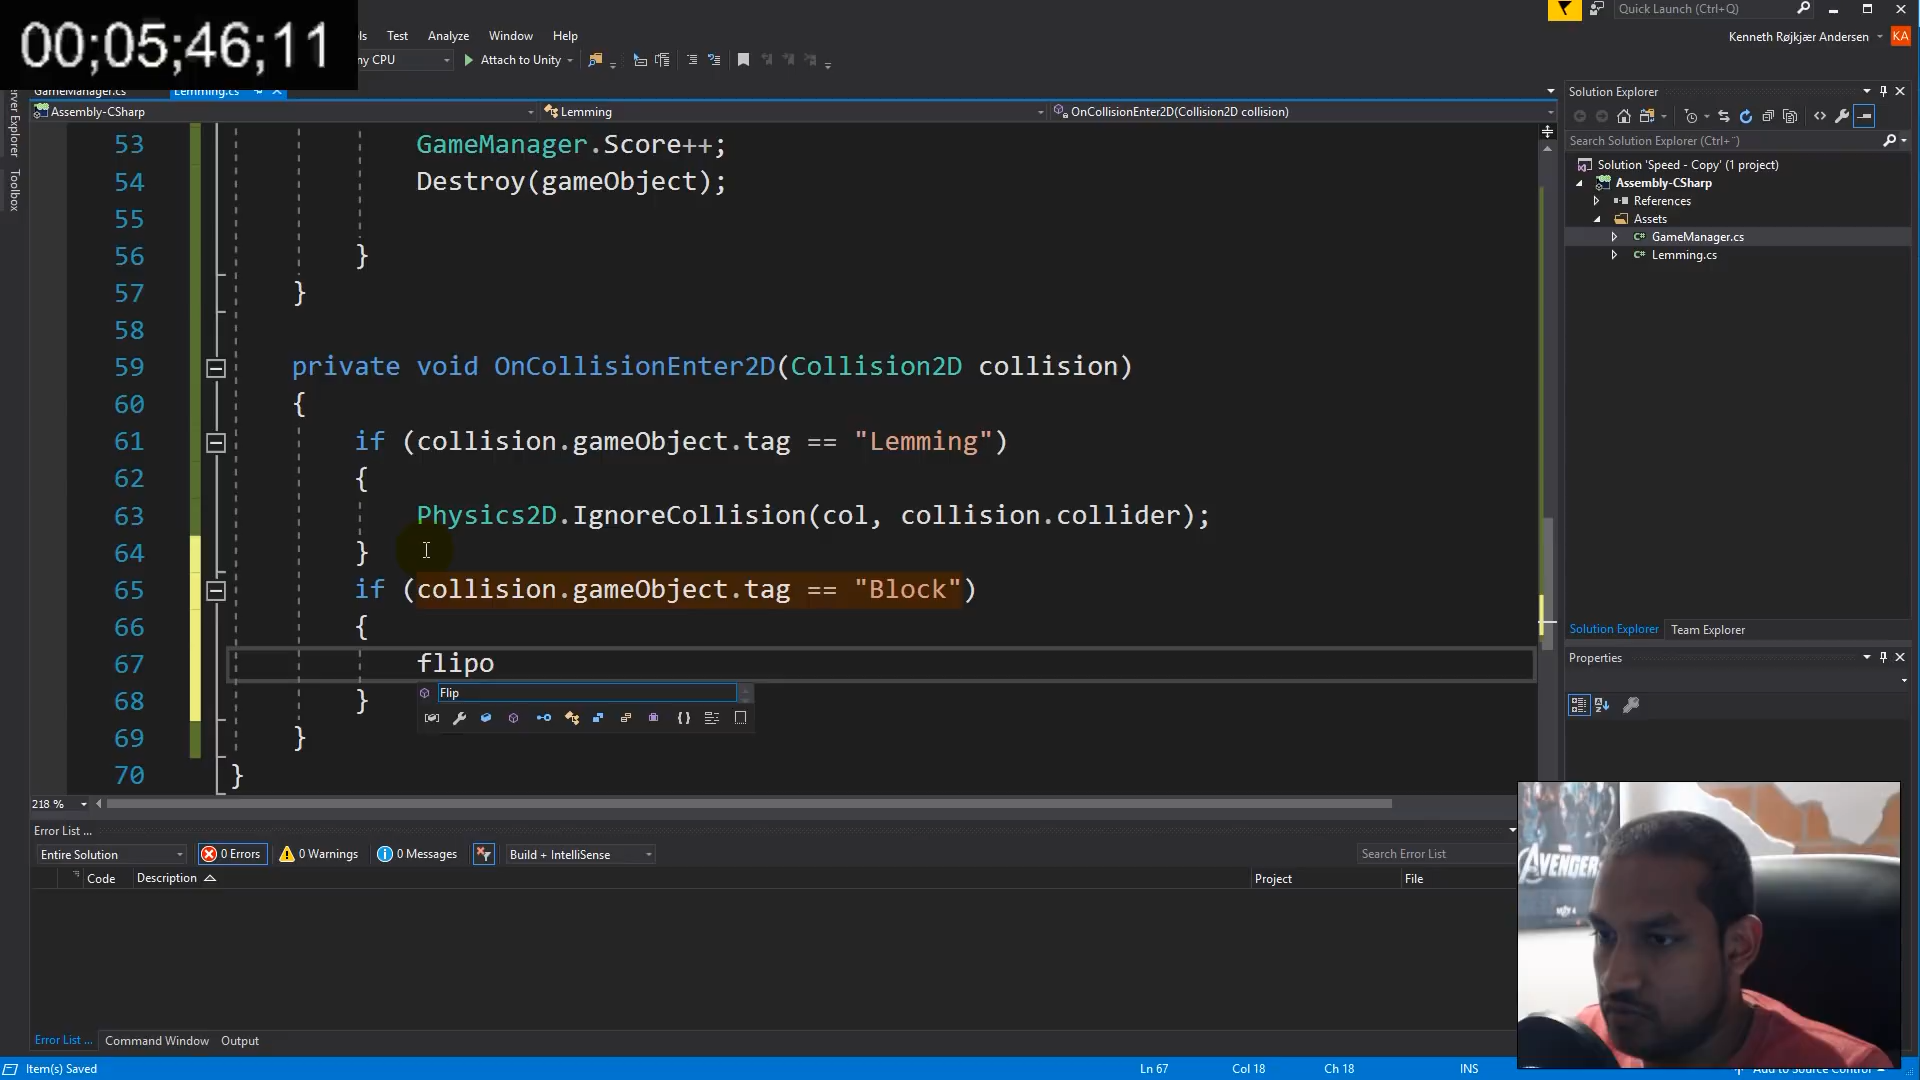 00;05;46;11
ls Test Analyze Window Help
Quick Launch (Ctrl+Q)
Kenneth Røjkjær Andersen KA
ny CPU Attach to Unity
GameManager.cs Lemming.cs
Assembly-CSharp Lemming OnCollisionEnter2D(Collision2D collision)
erver Explorer
Toolbox
53 GameManager.Score++;
54 Destroy(gameObject);
55
56 }
57 }
58
59 private void OnCollisionEnter2D(Collision2D collision)
60 {
61 if (collision.gameObject.tag == "Lemming")
62 {
63 Physics2D.IgnoreCollision(col, collision.collider);
64 }
65 if (collision.gameObject.tag == "Block")
66 {
67 flipo
Flip
68 }
69 }
70 }
218 %
Solution Explorer
Search Solution Explorer (Ctrl+¨)
Solution 'Speed - Copy' (1 project)
Assembly-CSharp
References
Assets
GameManager.cs
Lemming.cs
Solution Explorer Team Explorer
Properties
Error List ...
Entire Solution 0 Errors 0 Warnings 0 Messages Build + IntelliSense Search Error List
Code Description Project File
Error List ... Command Window Output
AVENGERS
Item(s) Saved Ln 67 Col 18 Ch 18 INS Add to Source Control